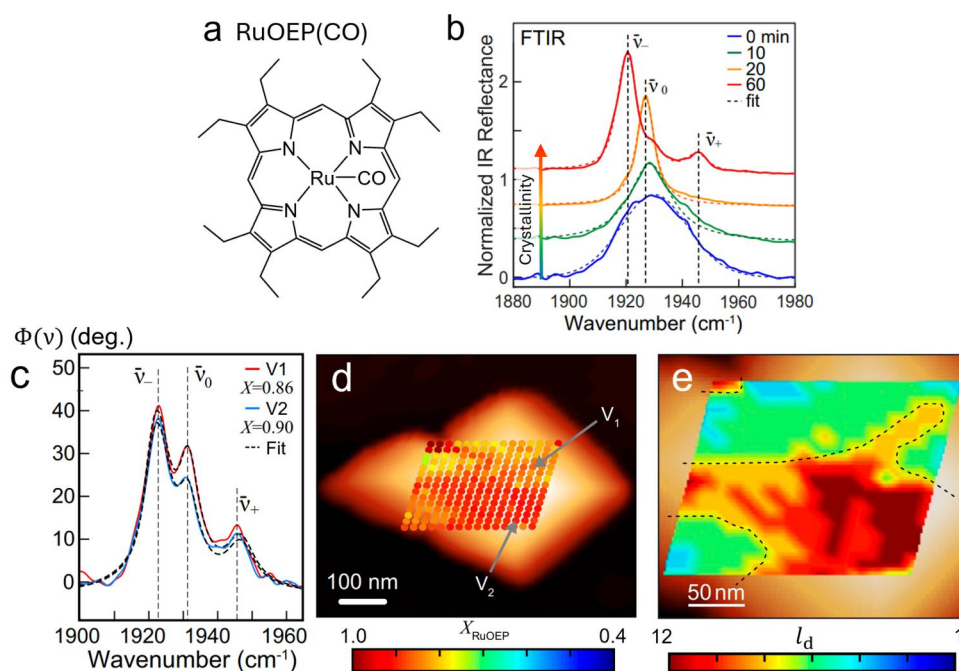 a RuOEP(CO)
N
N
Ru
CO
N
N
b
FTIR
ν̄₋
ν̄₀
ν̄₊
0 min
10
20
60
fit
Crystallinity
Normalized IR Reflectance
2
1
0
1880 1900 1920 1940 1960 1980
Wavenumber (cm⁻¹)
Φ(ν) (deg.)
c
50
40
30
20
10
0
ν̄₋
ν̄₀
ν̄₊
V1
X=0.86
V2
X=0.90
Fit
1900 1920 1940 1960
Wavenumber (cm⁻¹)
d
V₁
V₂
100 nm
X_RuOEP
1.0 0.4
e
50 nm
12 l_d 1